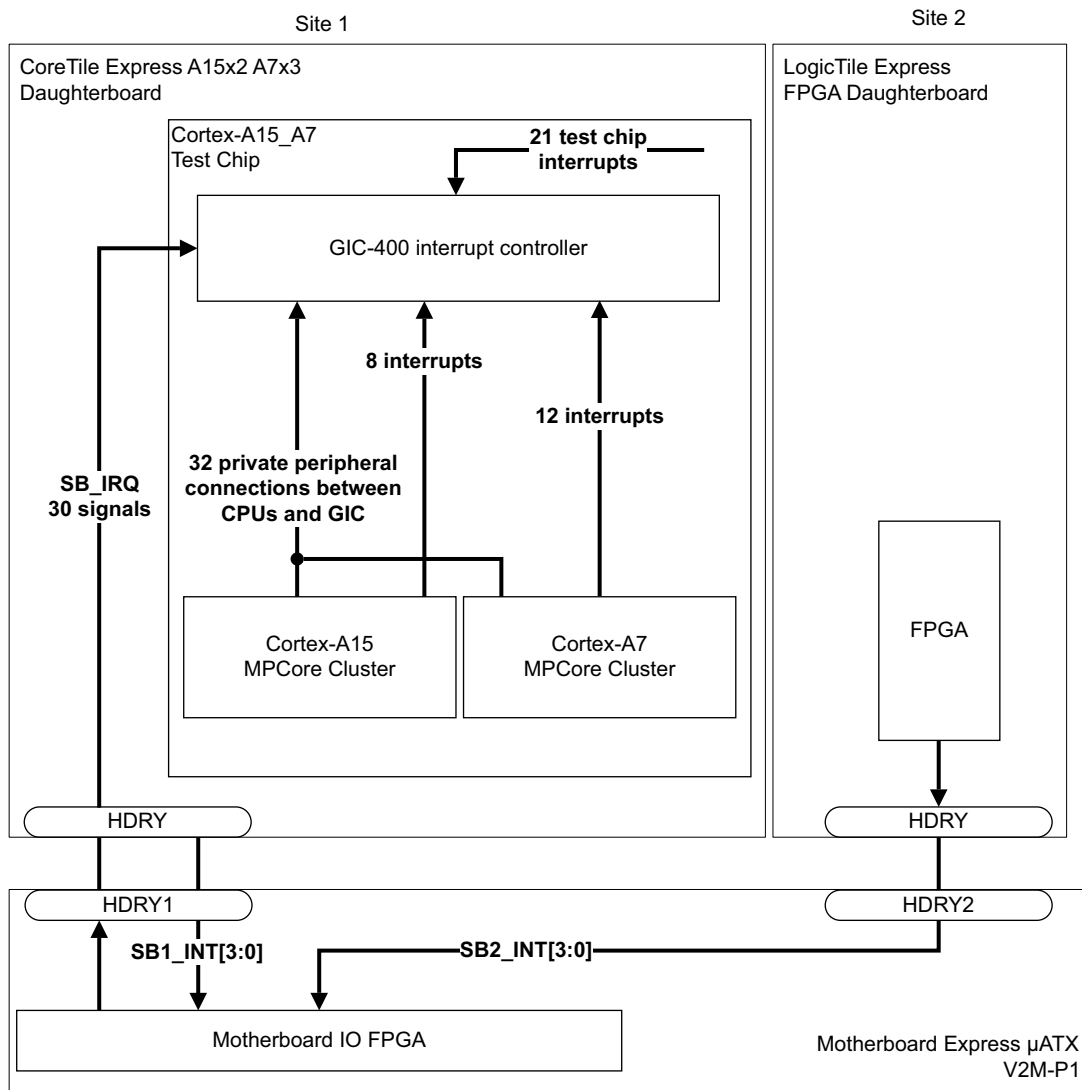 Site 1
Site 2
CoreTile Express A15x2 A7x3
Daughterboard
LogicTile Express
FPGA Daughterboard
Cortex-A15_A7
Test Chip
21 test chip
interrupts
GIC-400 interrupt controller
8 interrupts
12 interrupts
32 private peripheral
connections between
CPUs and GIC
SB_IRQ
30 signals
Cortex-A15
MPCore Cluster
Cortex-A7
MPCore Cluster
FPGA
HDRY
HDRY
HDRY1
HDRY2
SB1_INT[3:0]
SB2_INT[3:0]
Motherboard IO FPGA
Motherboard Express µATX
V2M-P1